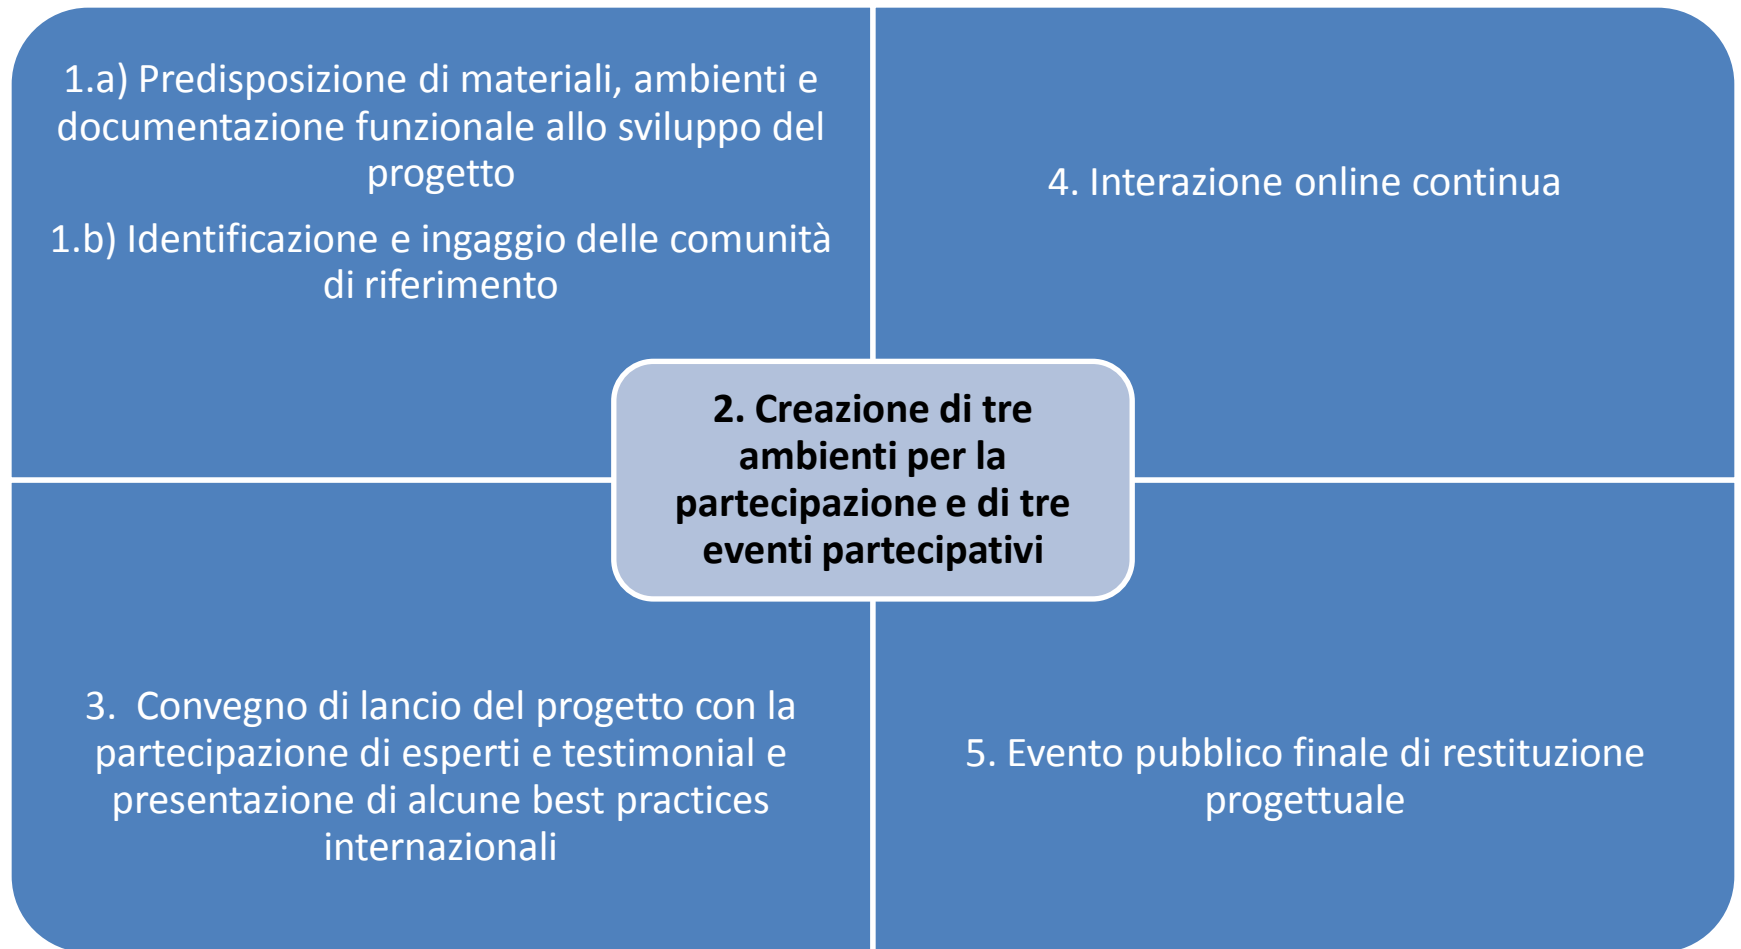 1.a) Predisposizione di materiali, ambienti e
documentazione funzionale allo sviluppo del
progetto
1.b) Identificazione e ingaggio delle comunità
di riferimento
4. Interazione online continua
2. Creazione di tre
ambienti per la
partecipazione e di tre
eventi partecipativi
3. Convegno di lancio del progetto con la
partecipazione di esperti e testimonial e
presentazione di alcune best practices
internazionali
5. Evento pubblico finale di restituzione
progettuale